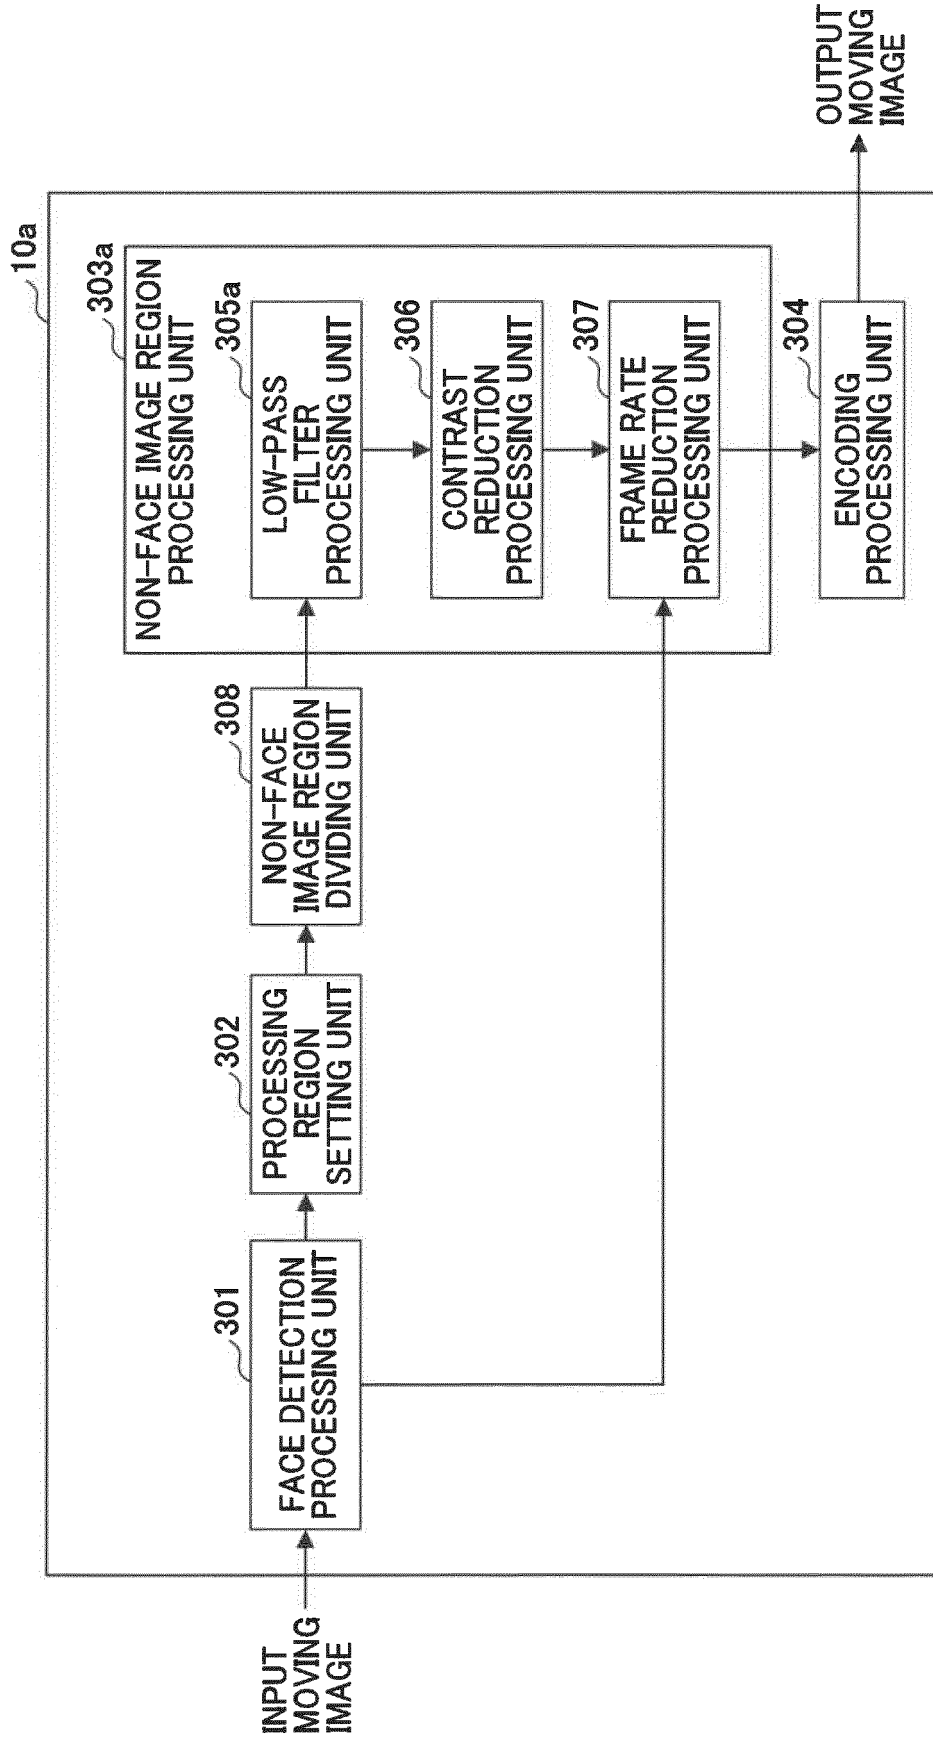 10a
303a
NON-FACE IMAGE REGION
PROCESSING UNIT
INPUT
MOVING
IMAGE
301
FACE DETECTION
PROCESSING UNIT
302
PROCESSING
REGION
SETTING UNIT
308
NON-FACE
IMAGE REGION
DIVIDING UNIT
305a
LOW-PASS
FILTER
PROCESSING UNIT
306
CONTRAST
REDUCTION
PROCESSING UNIT
307
FRAME RATE
REDUCTION
PROCESSING UNIT
304
ENCODING
PROCESSING UNIT
OUTPUT
MOVING
IMAGE